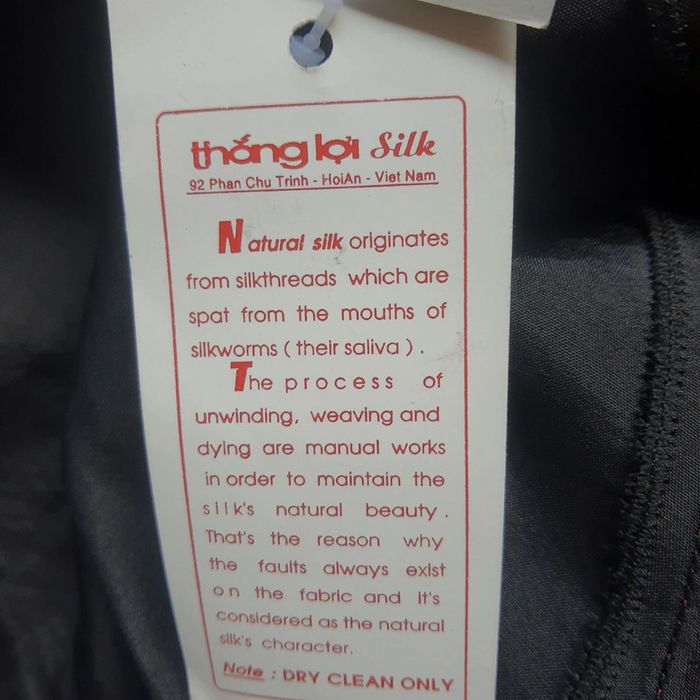 thắng lợi Silk
92 Phan Chu Trinh - HoiAn - Viet Nam
Natural silk originates
from silkthreads which are
spat from the mouths of
silkworms ( their saliva ) .
The process of
unwinding, weaving and
dying are manual works
in order to maintain the
silk's natural beauty .
That's the reason why
the faults always exist
on the fabric and it's
considered as the natural
silk's character.
Note : DRY CLEAN ONLY